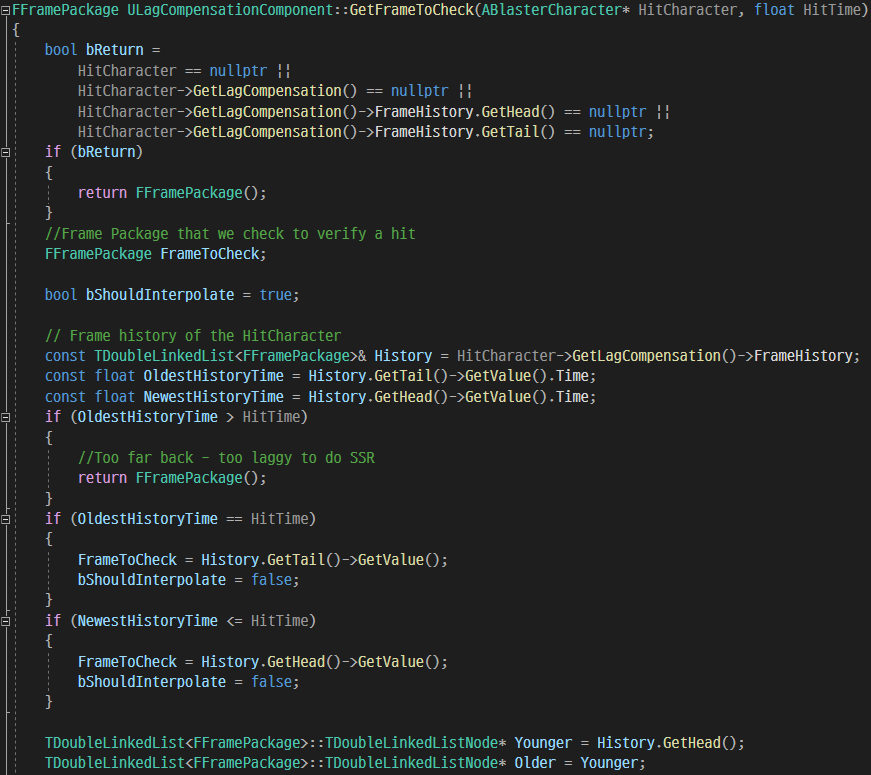 FFramePackage ULagCompensationComponent::GetFrameToCheck(ABlasterCharacter* HitCharacter, float HitTime)
{
    bool bReturn =
        HitCharacter == nullptr ||
        HitCharacter->GetLagCompensation() == nullptr ||
        HitCharacter->GetLagCompensation()->FrameHistory.GetHead() == nullptr ||
        HitCharacter->GetLagCompensation()->FrameHistory.GetTail() == nullptr;
    if (bReturn)
    {
        return FFramePackage();
    }
    //Frame Package that we check to verify a hit
    FFramePackage FrameToCheck;

    bool bShouldInterpolate = true;

    // Frame history of the HitCharacter
    const TDoubleLinkedList<FFramePackage>& History = HitCharacter->GetLagCompensation()->FrameHistory;
    const float OldestHistoryTime = History.GetTail()->GetValue().Time;
    const float NewestHistoryTime = History.GetHead()->GetValue().Time;
    if (OldestHistoryTime > HitTime)
    {
        //Too far back - too laggy to do SSR
        return FFramePackage();
    }
    if (OldestHistoryTime == HitTime)
    {
        FrameToCheck = History.GetTail()->GetValue();
        bShouldInterpolate = false;
    }
    if (NewestHistoryTime <= HitTime)
    {
        FrameToCheck = History.GetHead()->GetValue();
        bShouldInterpolate = false;
    }

    TDoubleLinkedList<FFramePackage>::TDoubleLinkedListNode* Younger = History.GetHead();
    TDoubleLinkedList<FFramePackage>::TDoubleLinkedListNode* Older = Younger;